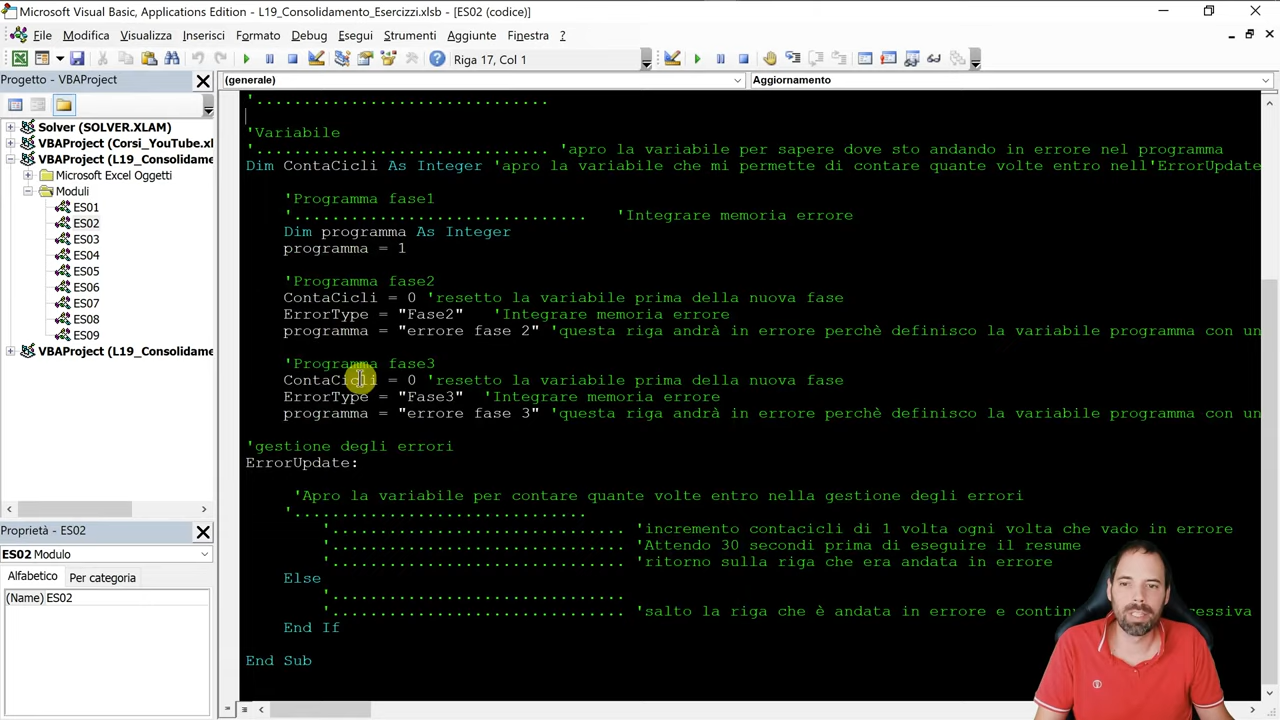 Microsoft Visual Basic, Applications Edition - L19_Consolidamento_Esercizzi.xlsb - [ES02 (codice)]
File Modifica Visualizza Inserisci Formato Debug Esegui Strumenti Aggiunte Finestra ?
Riga 17, Col 1
Progetto - VBAProject
(generale)
Aggiornamento
Solver (SOLVER.XLAM)
VBAProject (Corsi_YouTube.xl
VBAProject (L19_Consolidame
Microsoft Excel Oggetti
Moduli
ES01
ES02
ES03
ES04
ES05
ES06
ES07
ES08
ES09
VBAProject (L19_Consolidame
Proprietà - ES02
ES02 Modulo
Alfabetico Per categoria
(Name) ES02
'...............................
'Variabile
'............................... 'apro la variabile per sapere dove sto andando in errore nel programma
Dim ContaCicli As Integer 'apro la variabile che mi permette di contare quante volte entro nell'ErrorUpdate
'Programma fase1
'............................... 'Integrare memoria errore
Dim programma As Integer
programma = 1
'Programma fase2
ContaCicli = 0 'resetto la variabile prima della nuova fase
ErrorType = "Fase2" 'Integrare memoria errore
programma = "errore fase 2" 'questa riga andrà in errore perchè definisco la variabile programma con un
'Programma fase3
ContaCicli = 0 'resetto la variabile prima della nuova fase
ErrorType = "Fase3" 'Integrare memoria errore
programma = "errore fase 3" 'questa riga andrà in errore perchè definisco la variabile programma con un
'gestione degli errori
ErrorUpdate:
'Apro la variabile per contare quante volte entro nella gestione degli errori
'...............................
'............................... 'incremento contacicli di 1 volta ogni volta che vado in errore
'............................... 'Attendo 30 secondi prima di eseguire il resume
'............................... 'ritorno sulla riga che era andata in errore
Else
'...............................
'............................... 'salto la riga che è andata in errore e continu successiva
End If
End Sub